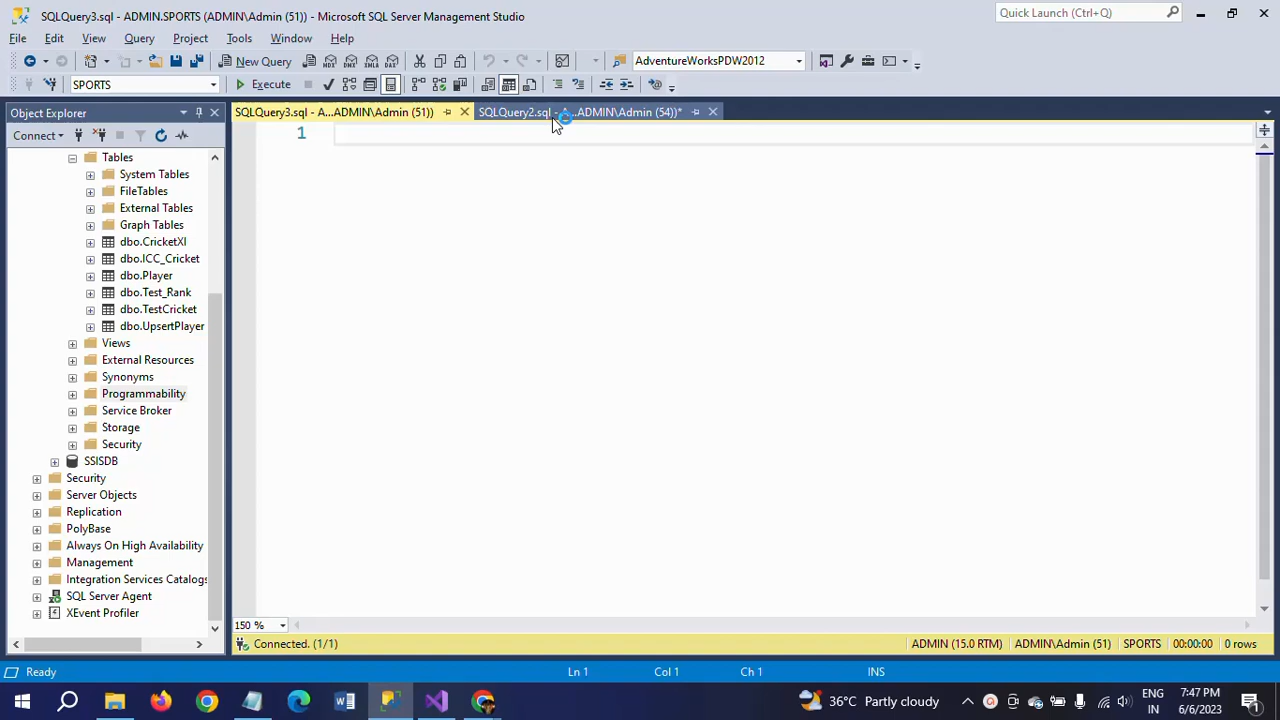 SQLQuery3.sql - ADMIN.SPORTS (ADMIN\Admin (51)) - Microsoft SQL Server Management Studio
Quick Launch (Ctrl+Q)
File Edit View Query Project Tools Window Help
New Query
MDX DMX XMLA DAX
AdventureWorksPDW2012
SPORTS
Execute
Object Explorer
SQLQuery3.sql - A...ADMIN\Admin (51))
SQLQuery2.sql - A...ADMIN\Admin (54))*
Connect
1
Tables
System Tables
FileTables
External Tables
Graph Tables
dbo.CricketXI
dbo.ICC_Cricket
dbo.Player
dbo.Test_Rank
dbo.TestCricket
dbo.UpsertPlayer
Views
External Resources
Synonyms
Programmability
Service Broker
Storage
Security
SSISDB
Security
Server Objects
Replication
PolyBase
Always On High Availability
Management
Integration Services Catalogs
SQL Server Agent
XEvent Profiler
150 %
Connected. (1/1)
ADMIN (15.0 RTM) ADMIN\Admin (51) SPORTS 00:00:00 0 rows
Ready Ln 1 Col 1 Ch 1 INS
36°C Partly cloudy
ENG
IN
7:47 PM
6/6/2023
1